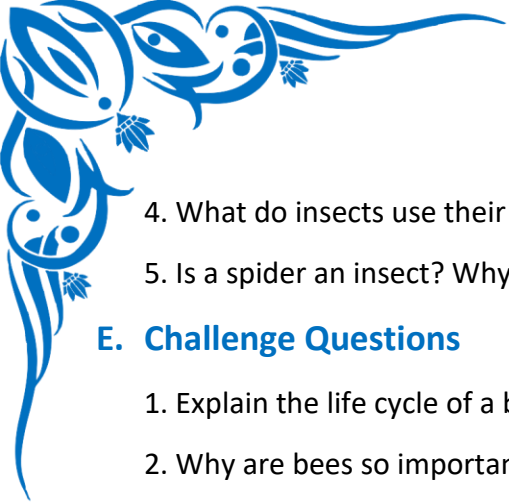 4. What do insects use their
5. Is a spider an insect? Why
E. Challenge Questions
1. Explain the life cycle of a
2. Why are bees so importan